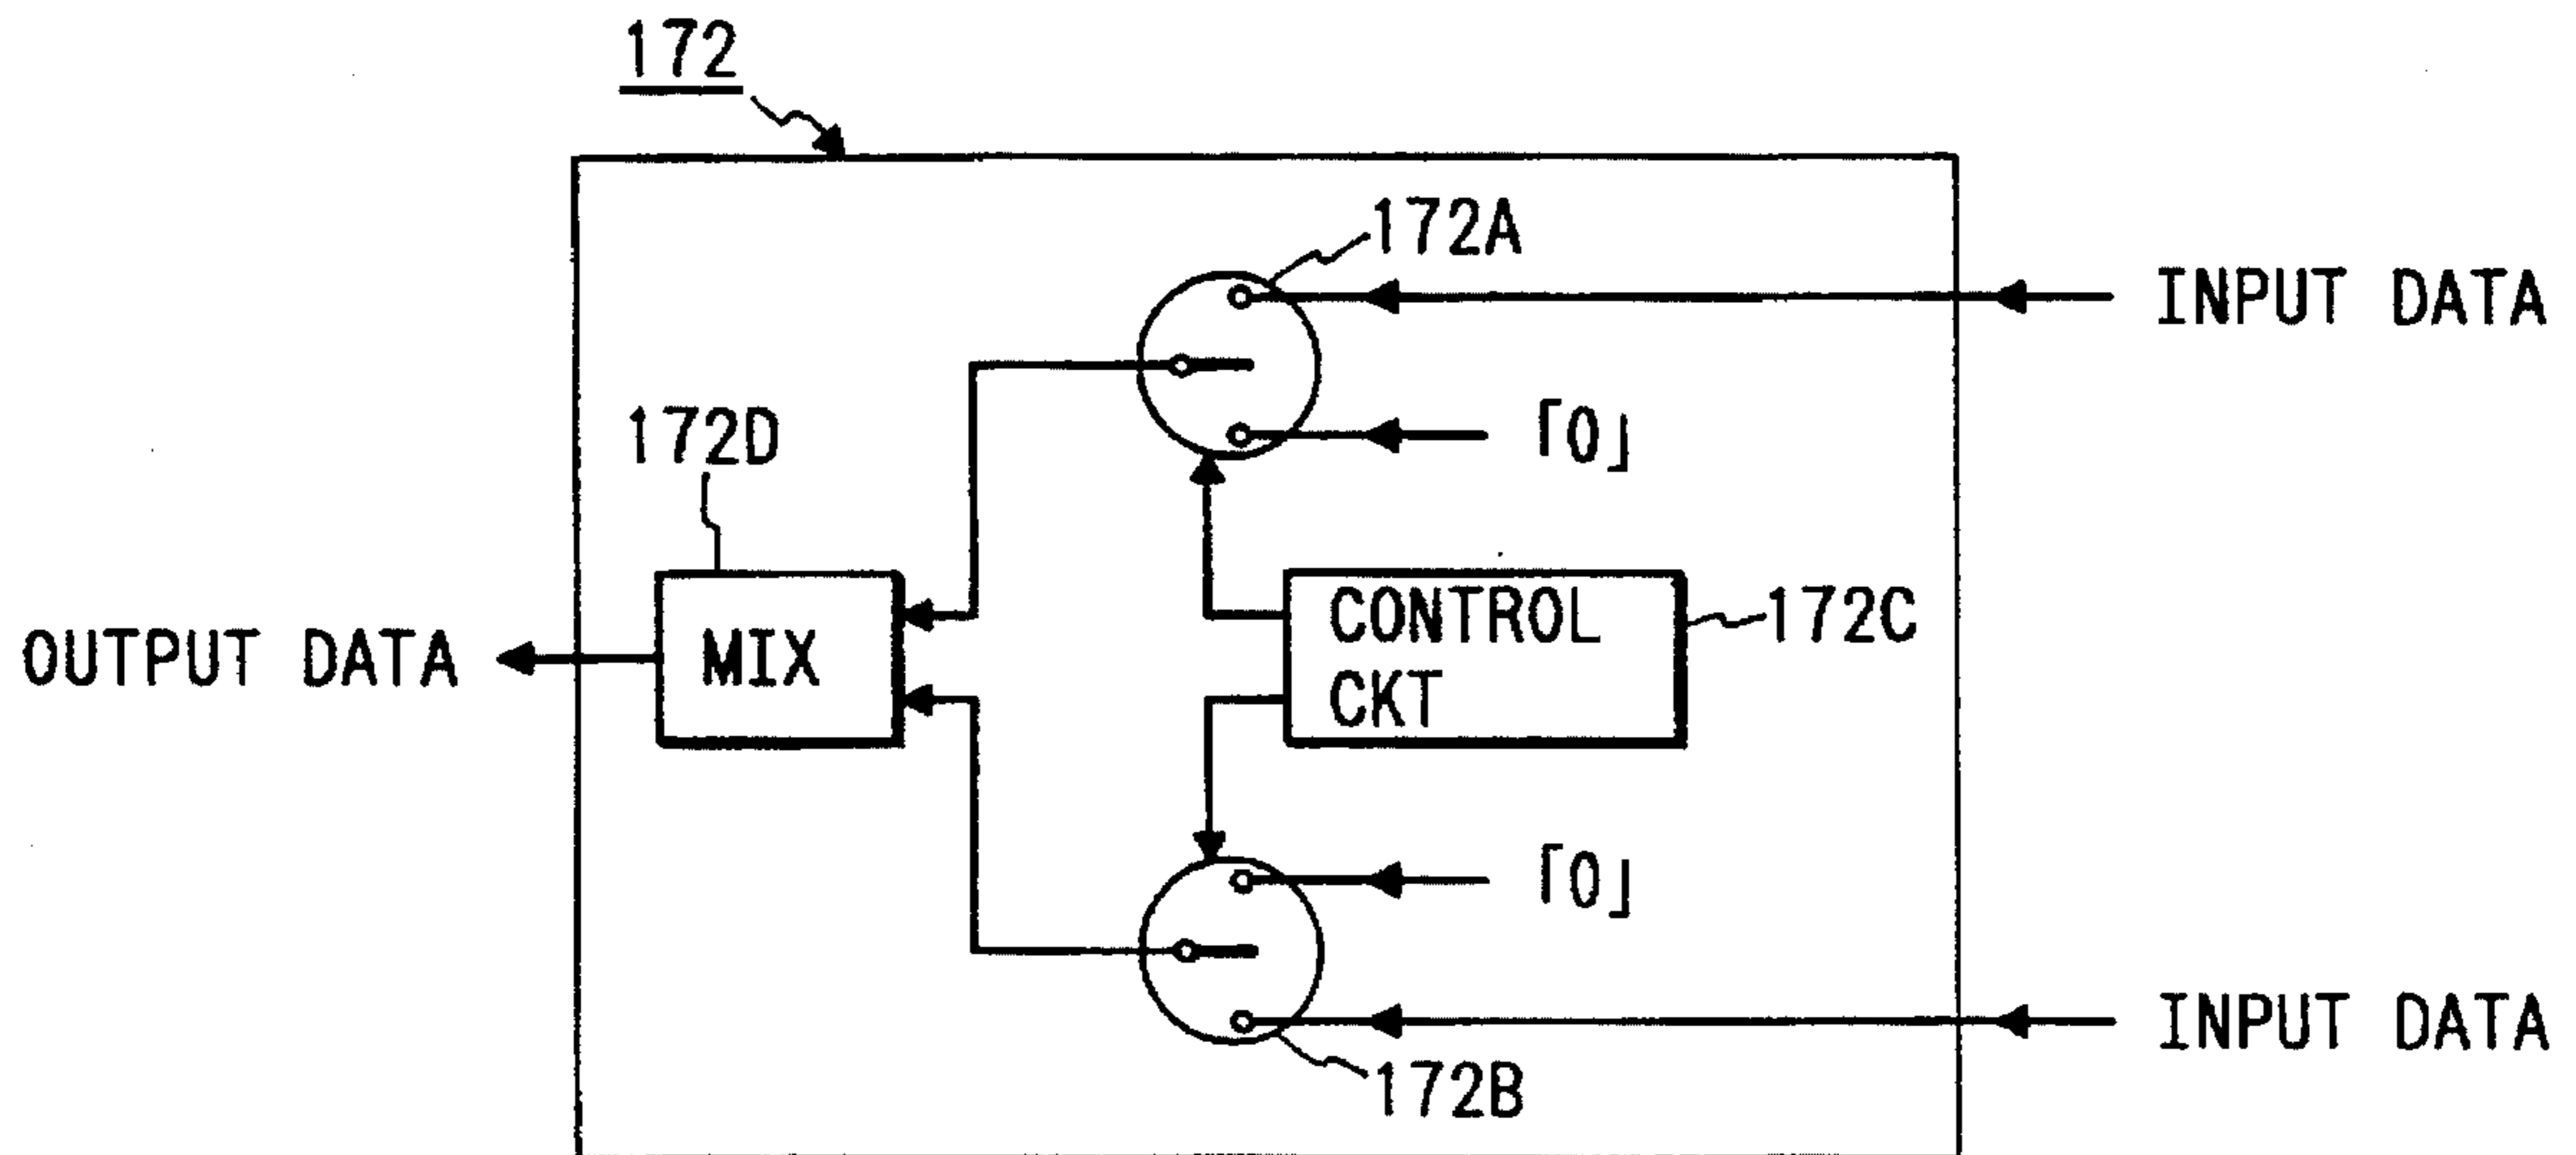 172
172A
INPUT DATA
「0」
172D
CONTROL
CKT
172C
OUTPUT DATA
MIX
「0」
INPUT DATA
172B